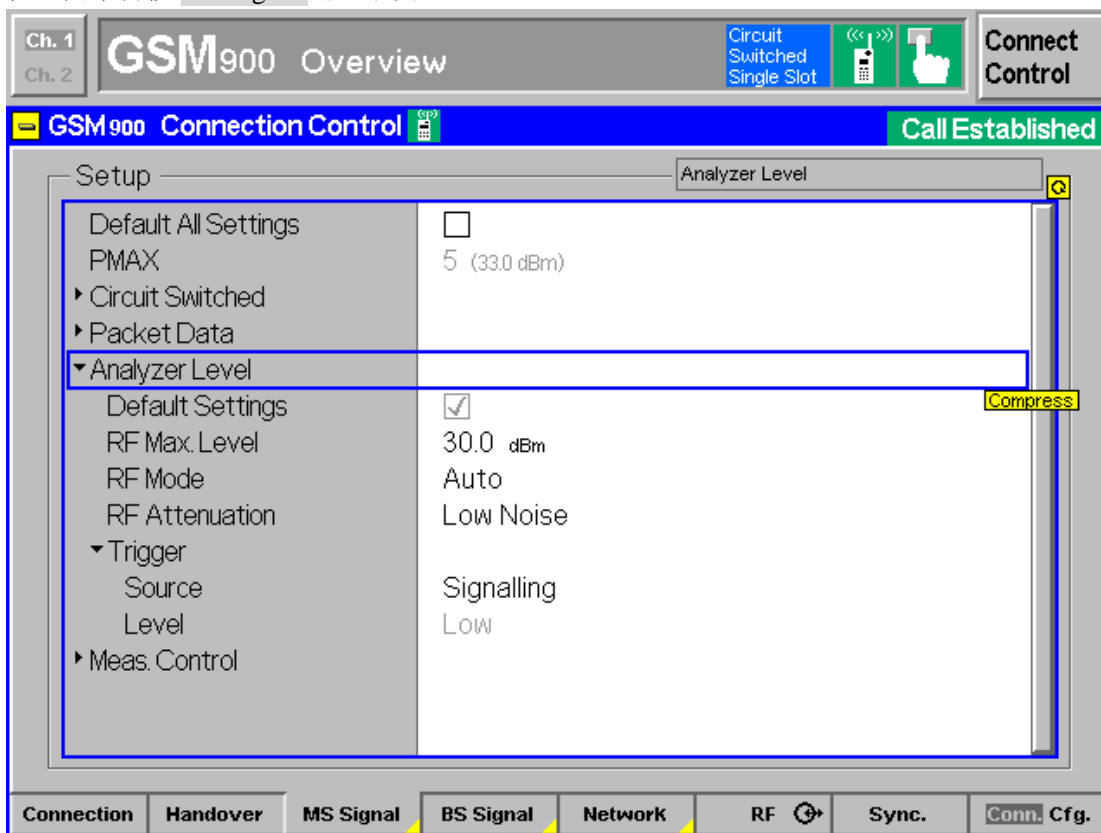 Ch. 1
Ch. 2
GSM900 Overview
Circuit
Switched
Single Slot
Connect
Control
GSM 900 Connection Control
Call Established
Setup
Analyzer Level
Default All Settings
PMAX 5 (33.0 dBm)
Circuit Switched
Packet Data
Analyzer Level
Compress
Default Settings
RF Max. Level 30.0 dBm
RF Mode Auto
RF Attenuation Low Noise
Trigger
Source Signalling
Level Low
Meas. Control
Connection Handover MS Signal BS Signal Network RF Sync. Conn. Cfg.